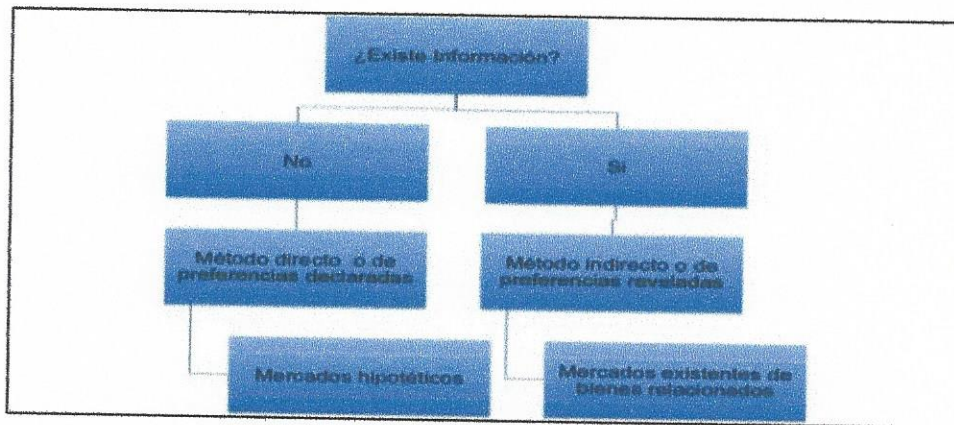 ¿Existe Información?
No
Si
Método directo o de
preferencias declaradas
Método indirecto o de
preferencias reveladas
Mercados hipotéticos
Mercados existentes de
bienes relacionados